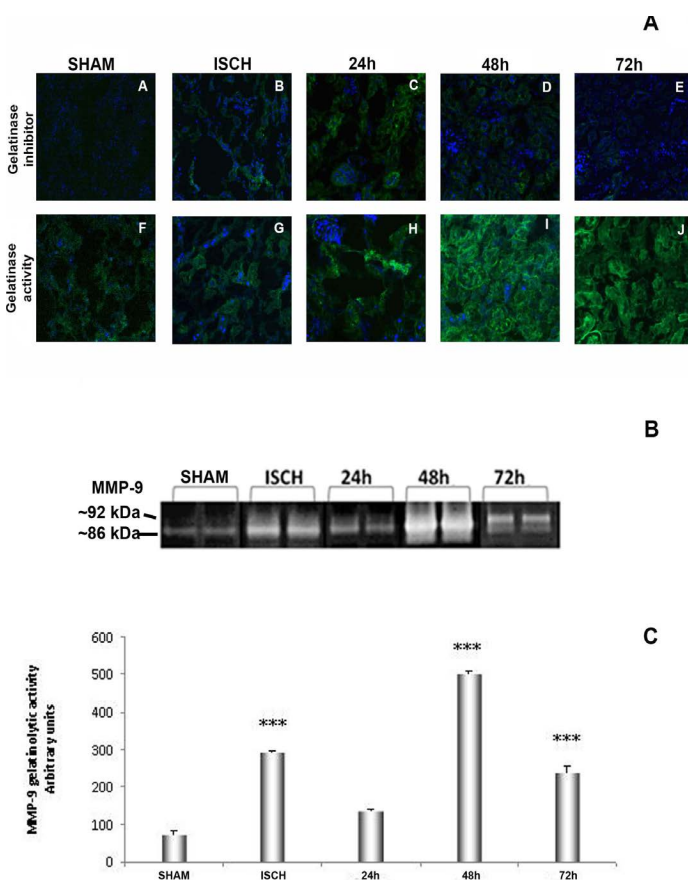 A
SHAM ISCH 24h 48h 72h
Gelatinase inhibitor
A B C D E
Gelatinase activity
F G H I J
B
MMP-9 SHAM ISCH 24h 48h 72h
~92 kDa
~86 kDa
C
MMP-9 gelatinolytic activity
Arbitrary units
600
500
400
300
200
100
0
*** *** ***
SHAM ISCH 24h 48h 72h